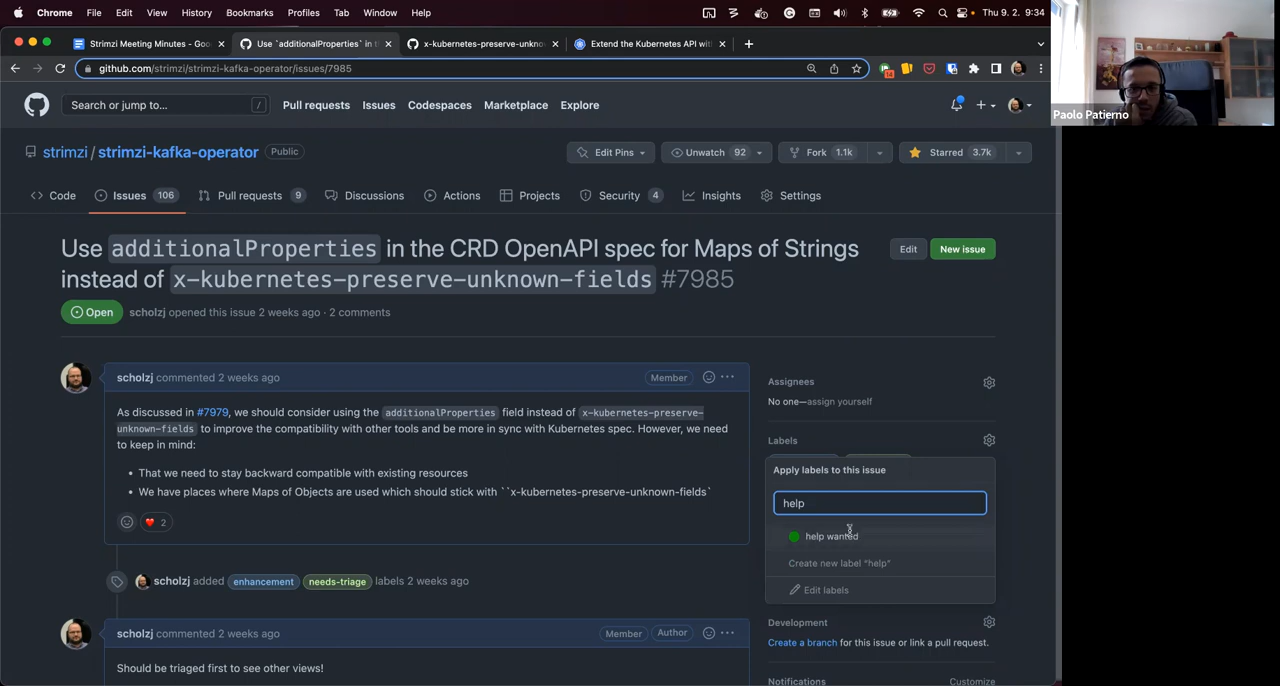 Chrome File Edit View History Bookmarks Profiles Tab Window Help Thu 9. 2. 9:34
Strimzi Meeting Minutes - Goo Use `additionalProperties` in th x-kubernetes-preserve-unkno Extend the Kubernetes API wit
github.com/strimzi/strimzi-kafka-operator/issues/7985 14
Paolo Patierno
Search or jump to... / Pull requests Issues Codespaces Marketplace Explore
strimzi / strimzi-kafka-operator Public Edit Pins Unwatch 92 Fork 1.1k Starred 3.7k
<> Code Issues 106 Pull requests 9 Discussions Actions Projects Security 4 Insights Settings
Use additionalProperties in the CRD OpenAPI spec for Maps of Strings
instead of x-kubernetes-preserve-unknown-fields #7985
Edit New issue
Open scholzj opened this issue 2 weeks ago · 2 comments
scholzj commented 2 weeks ago Member ···
As discussed in #7979, we should consider using the additionalProperties field instead of x-kubernetes-preserve-
unknown-fields to improve the compatibility with other tools and be more in sync with Kubernetes spec. However, we need
to keep in mind:
• That we need to stay backward compatible with existing resources
• We have places where Maps of Objects are used which should stick with ``x-kubernetes-preserve-unknown-fields`
2
scholzj added enhancement needs-triage labels 2 weeks ago
scholzj commented 2 weeks ago Member Author ···
Should be triaged first to see other views!
Assignees
No one—assign yourself
Labels
Apply labels to this issue
help
help wanted
Create new label "help"
Edit labels
Development
Create a branch for this issue or link a pull request.
Notifications Customize